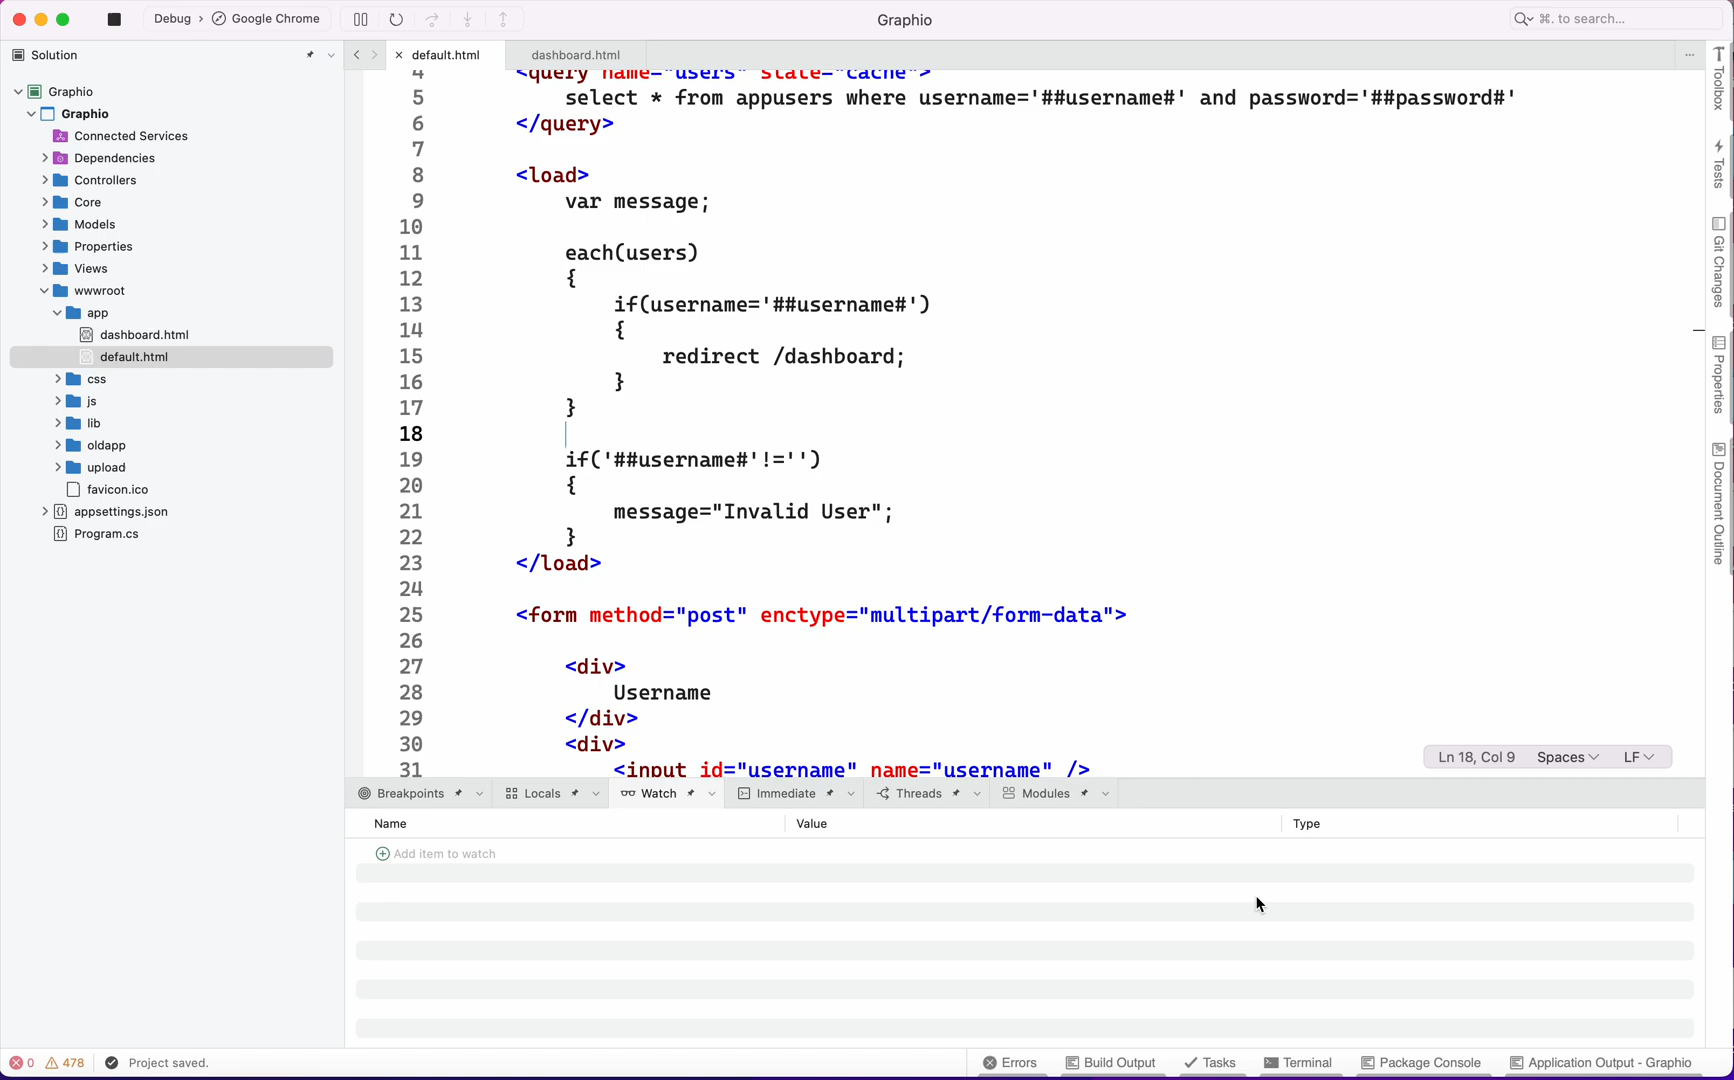 Debug › Google Chrome
Graphio
⌘. to search...
Solution
default.html
dashboard.html
Graphio
Graphio
Connected Services
Dependencies
Controllers
Core
Models
Properties
Views
wwwroot
app
dashboard.html
default.html
css
js
lib
oldapp
upload
favicon.ico
appsettings.json
Program.cs
4 <query name="users" state="cache">
5 select * from appusers where username='##username#' and password='##password#'
6 </query>
7
8 <load>
9 var message;
10
11 each(users)
12 {
13 if(username='##username#')
14 {
15 redirect /dashboard;
16 }
17 }
18
19 if('##username#'!='')
20 {
21 message="Invalid User";
22 }
23 </load>
24
25 <form method="post" enctype="multipart/form-data">
26
27 <div>
28 Username
29 </div>
30 <div>
31 <input id="username" name="username" />
Ln 18, Col 9 Spaces LF
Toolbox
Tests
Git Changes
Properties
Document Outline
Breakpoints Locals Watch Immediate Threads Modules
Name Value Type
Add item to watch
0 478 Project saved.
Errors Build Output Tasks Terminal Package Console Application Output - Graphio